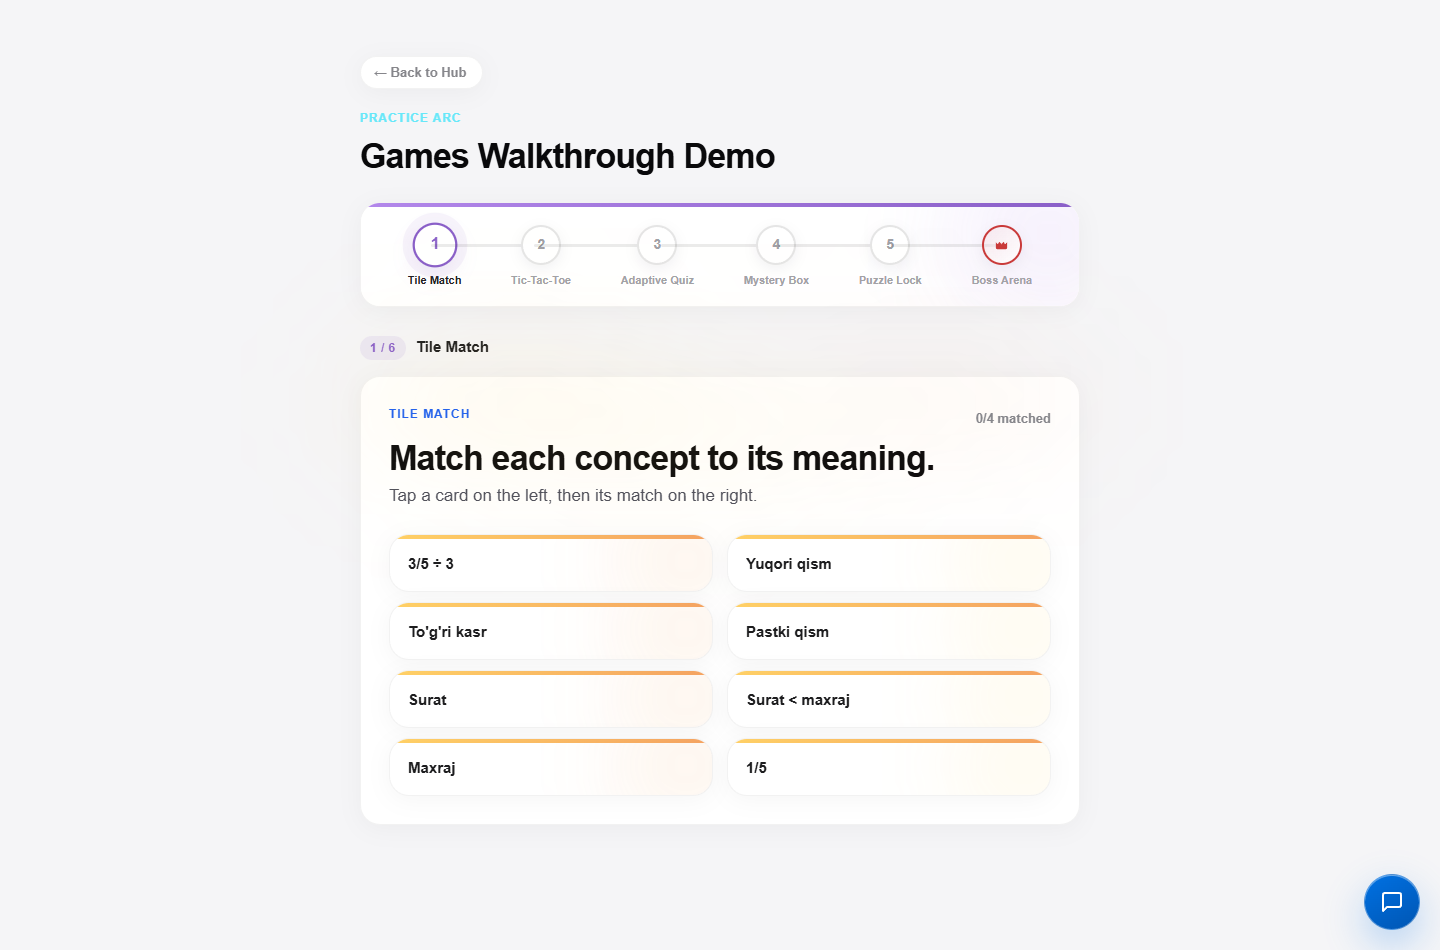 ← Back to Hub
PRACTICE ARC
Games Walkthrough Demo
1
2
3
4
5
Tile Match
Tic-Tac-Toe
Adaptive Quiz
Mystery Box
Puzzle Lock
Boss Arena
1 / 6 Tile Match
TILE MATCH
0/4 matched
Match each concept to its meaning.
Tap a card on the left, then its match on the right.
3/5 ÷ 3
Yuqori qism
To'g'ri kasr
Pastki qism
Surat
Surat < maxraj
Maxraj
1/5